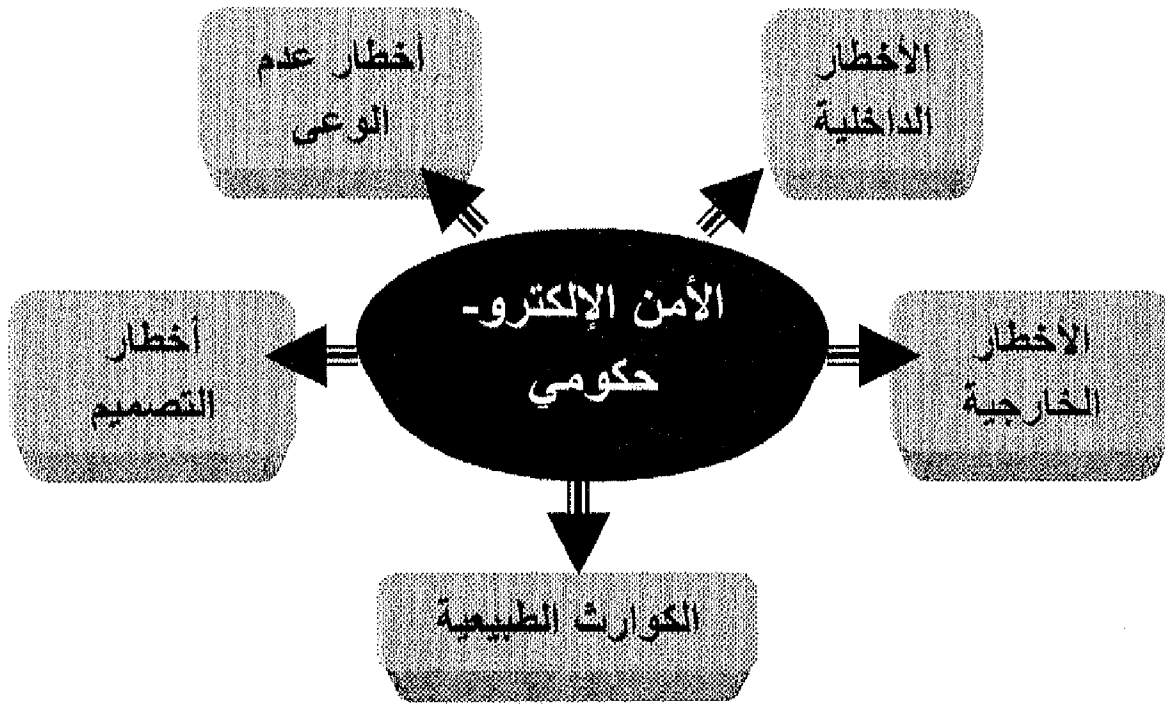 الأخطار
الداخلية
أخطار عدم
الوعى
الأمن الإلكترو-
حكومي
الأخطار
الخارجية
أخطار
التصميم
الكوارث الطبيعية